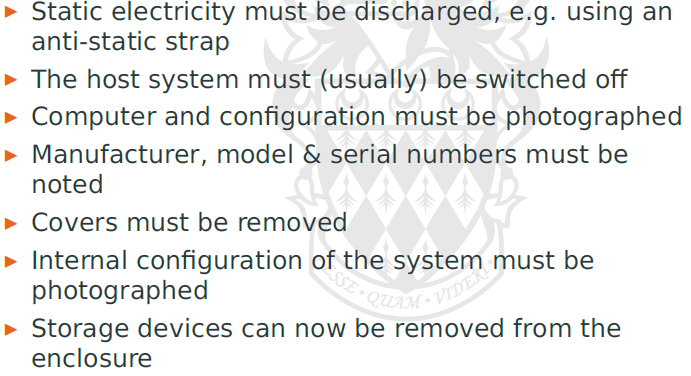 ▶ Static electricity must be discharged, e.g. using an
anti-static strap
▶ The host system must (usually) be switched off
▶ Computer and configuration must be photographed
▶ Manufacturer, model & serial numbers must be
noted
▶ Covers must be removed
▶ Internal configuration of the system must be
photographed
▶ Storage devices can now be removed from the
enclosure
ESSE • QUAM • VIDERI